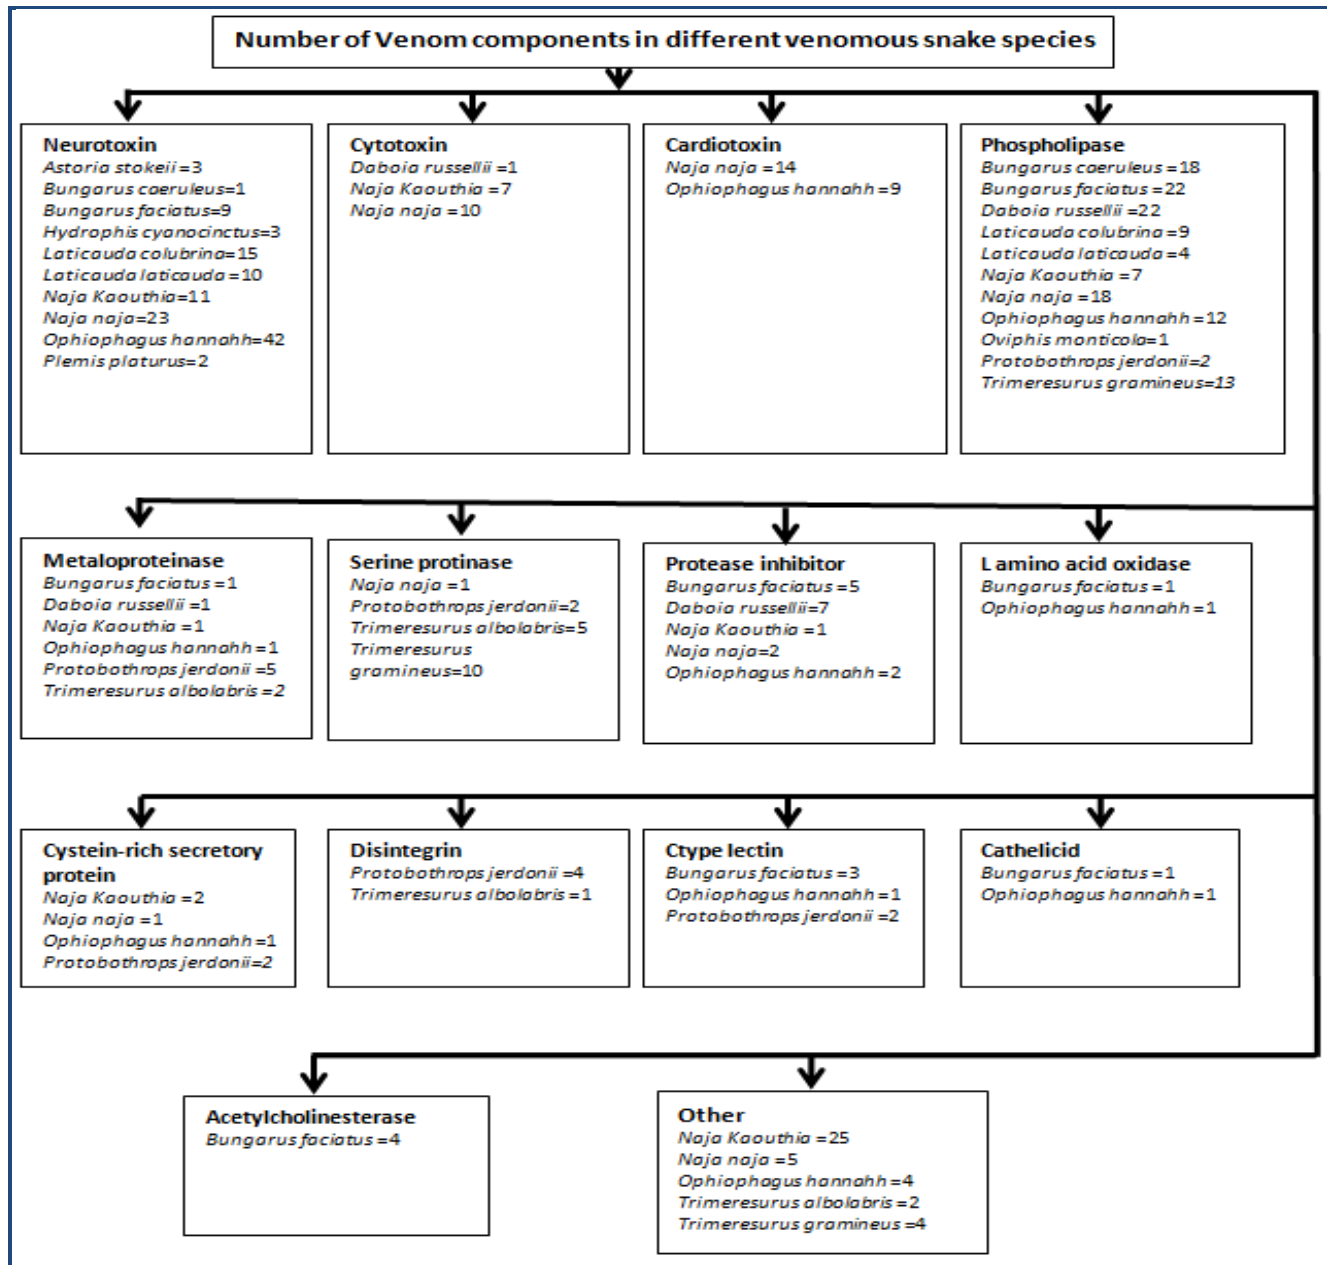 Number of Venom components in different venomous snake species
Neurotoxin
Astoria stokeii =3
Bungarus caeruleus=1
Bungarus faciatus=9
Hydrophis cyanocinctus=3
Laticauda colubrina=15
Laticauda laticauda =10
Naja Kaouthia=11
Naja naja=23
Ophiophagus hannahh=42
Plemis platurus=2
Cytotoxin
Daboia russellii =1
Naja Kaouthia =7
Naja naja =10
Cardiotoxin
Naja naja =14
Ophiophagus hannahh =9
Phospholipase
Bungarus caeruleus =18
Bungarus faciatus =22
Daboia russellii =22
Laticauda colubrina =9
Laticauda laticauda =4
Naja Kaouthia =7
Naja naja =18
Ophiophagus hannahh =12
Oviphis monticola=1
Protobothrops jerdonii=2
Trimeresurus gramineus=13
Metaloproteinase
Bungarus faciatus =1
Daboia russellii =1
Naja Kaouthia =1
Ophiophagus hannahh =1
Protobothrops jerdonii =5
Trimeresurus albolabris =2
Serine protinase
Naja naja =1
Protobothrops jerdonii=2
Trimeresurus albolabris=5
Trimeresurus
gramineus=10
Protease inhibitor
Bungarus faciatus =5
Daboia russellii=7
Naja Kaouthia =1
Naja naja=2
Ophiophagus hannahh =2
L amino acid oxidase
Bungarus faciatus =1
Ophiophagus hannahh =1
Cystein-rich secretory
protein
Naja Kaouthia =2
Naja naja =1
Ophiophagus hannahh =1
Protobothrops jerdonii=2
Disintegrin
Protobothrops jerdonii =4
Trimeresurus albolabris =1
Ctype lectin
Bungarus faciatus =3
Ophiophagus hannahh =1
Protobothrops jerdonii =2
Cathelicid
Bungarus faciatus =1
Ophiophagus hannahh =1
Acetylcholinesterase
Bungarus faciatus =4
Other
Naja Kaouthia =25
Naja naja =5
Ophiophagus hannahh =4
Trimeresurus albolabris =2
Trimeresurus gramineus =4